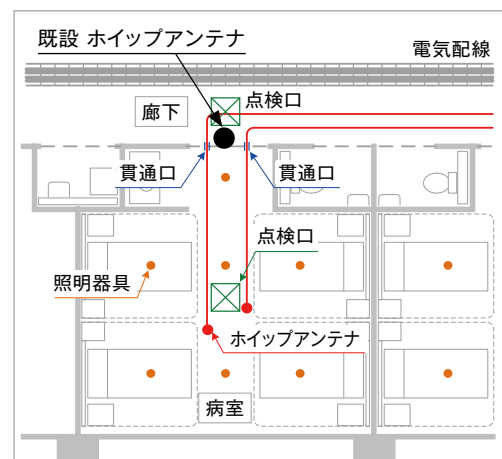 既設 ホイップアンテナ
電気配線
点検口
廊下
貫通口
貫通口
点検口
照明器具
ホイップアンテナ
病室